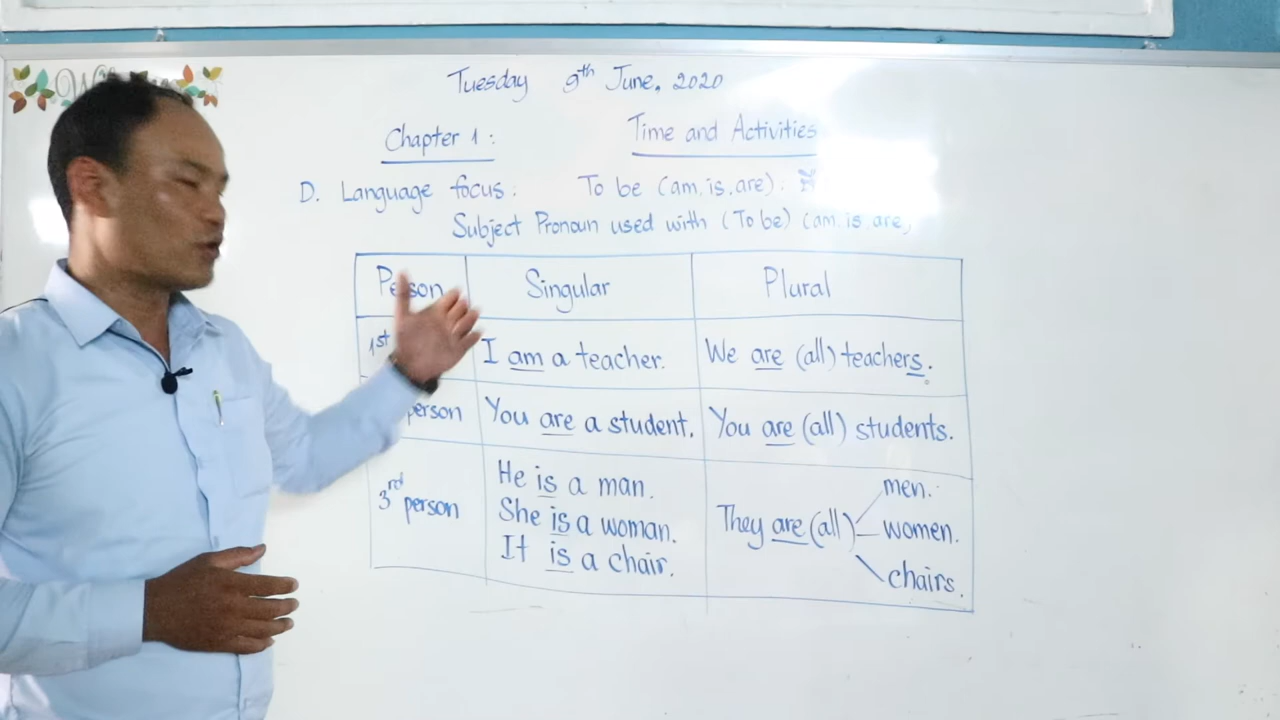 Tuesday 9th June, 2020
Chapter 1: Time and Activities
D. Language focus: To be (am, is, are):
Subject Pronoun used with (To be) (am, is, are)
Person Singular Plural
1st I am a teacher. We are (all) teachers.
person You are a student. You are (all) students.
3rd person He is a man. They are (all) men.
She is a woman. women.
It is a chair. chairs.